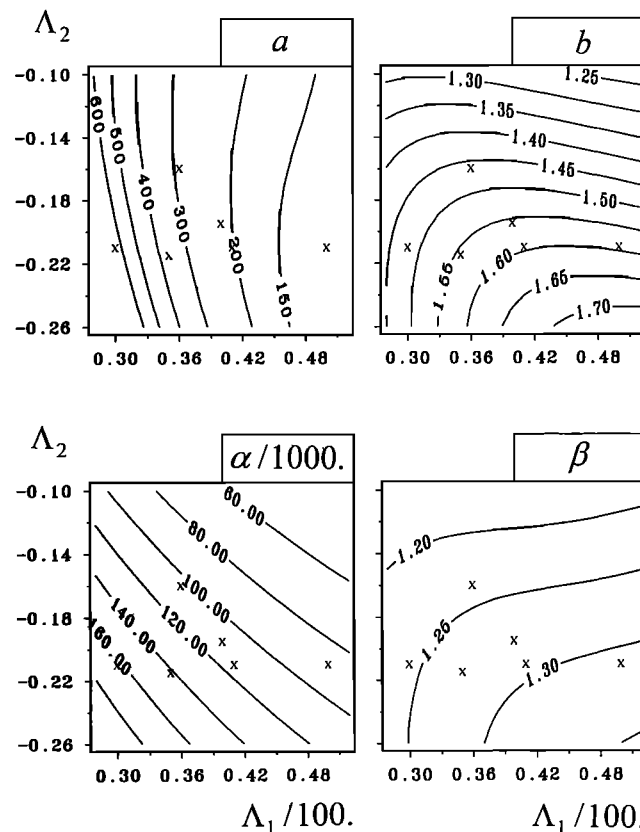 Λ₂ a b
-0.10
-0.14
-0.18
-0.22
-0.26
600 500 400 300 200 150
x x x x x x
0.30 0.36 0.42 0.48
1.30 1.25
1.35
1.40
1.45
1.50
1.55 1.60
1.65
1.70
x x x x x x
0.30 0.36 0.42 0.48
Λ₂ α/1000. β
-0.10
-0.14
-0.18
-0.22
-0.26
60.00
80.00
100.00
120.00
140.00
160.00
x x x x x
0.30 0.36 0.42 0.48
1.20
1.25
1.30
x x x x x x
0.30 0.36 0.42 0.48
Λ₁/100. Λ₁/100.